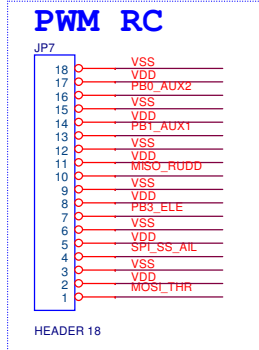 PWM RC
JP7
18 VSS
17 VDD
16 PB0_AUX2
15 VSS
14 VDD
13 PB1_AUX1
12 VSS
11 VDD
10 MISO_RUDD
9 VSS
8 VDD
7 PB3_ELE
6 VSS
5 VDD
4 SPI_SS_AIL
3 VSS
2 VDD
1 MOSI_THR
HEADER 18